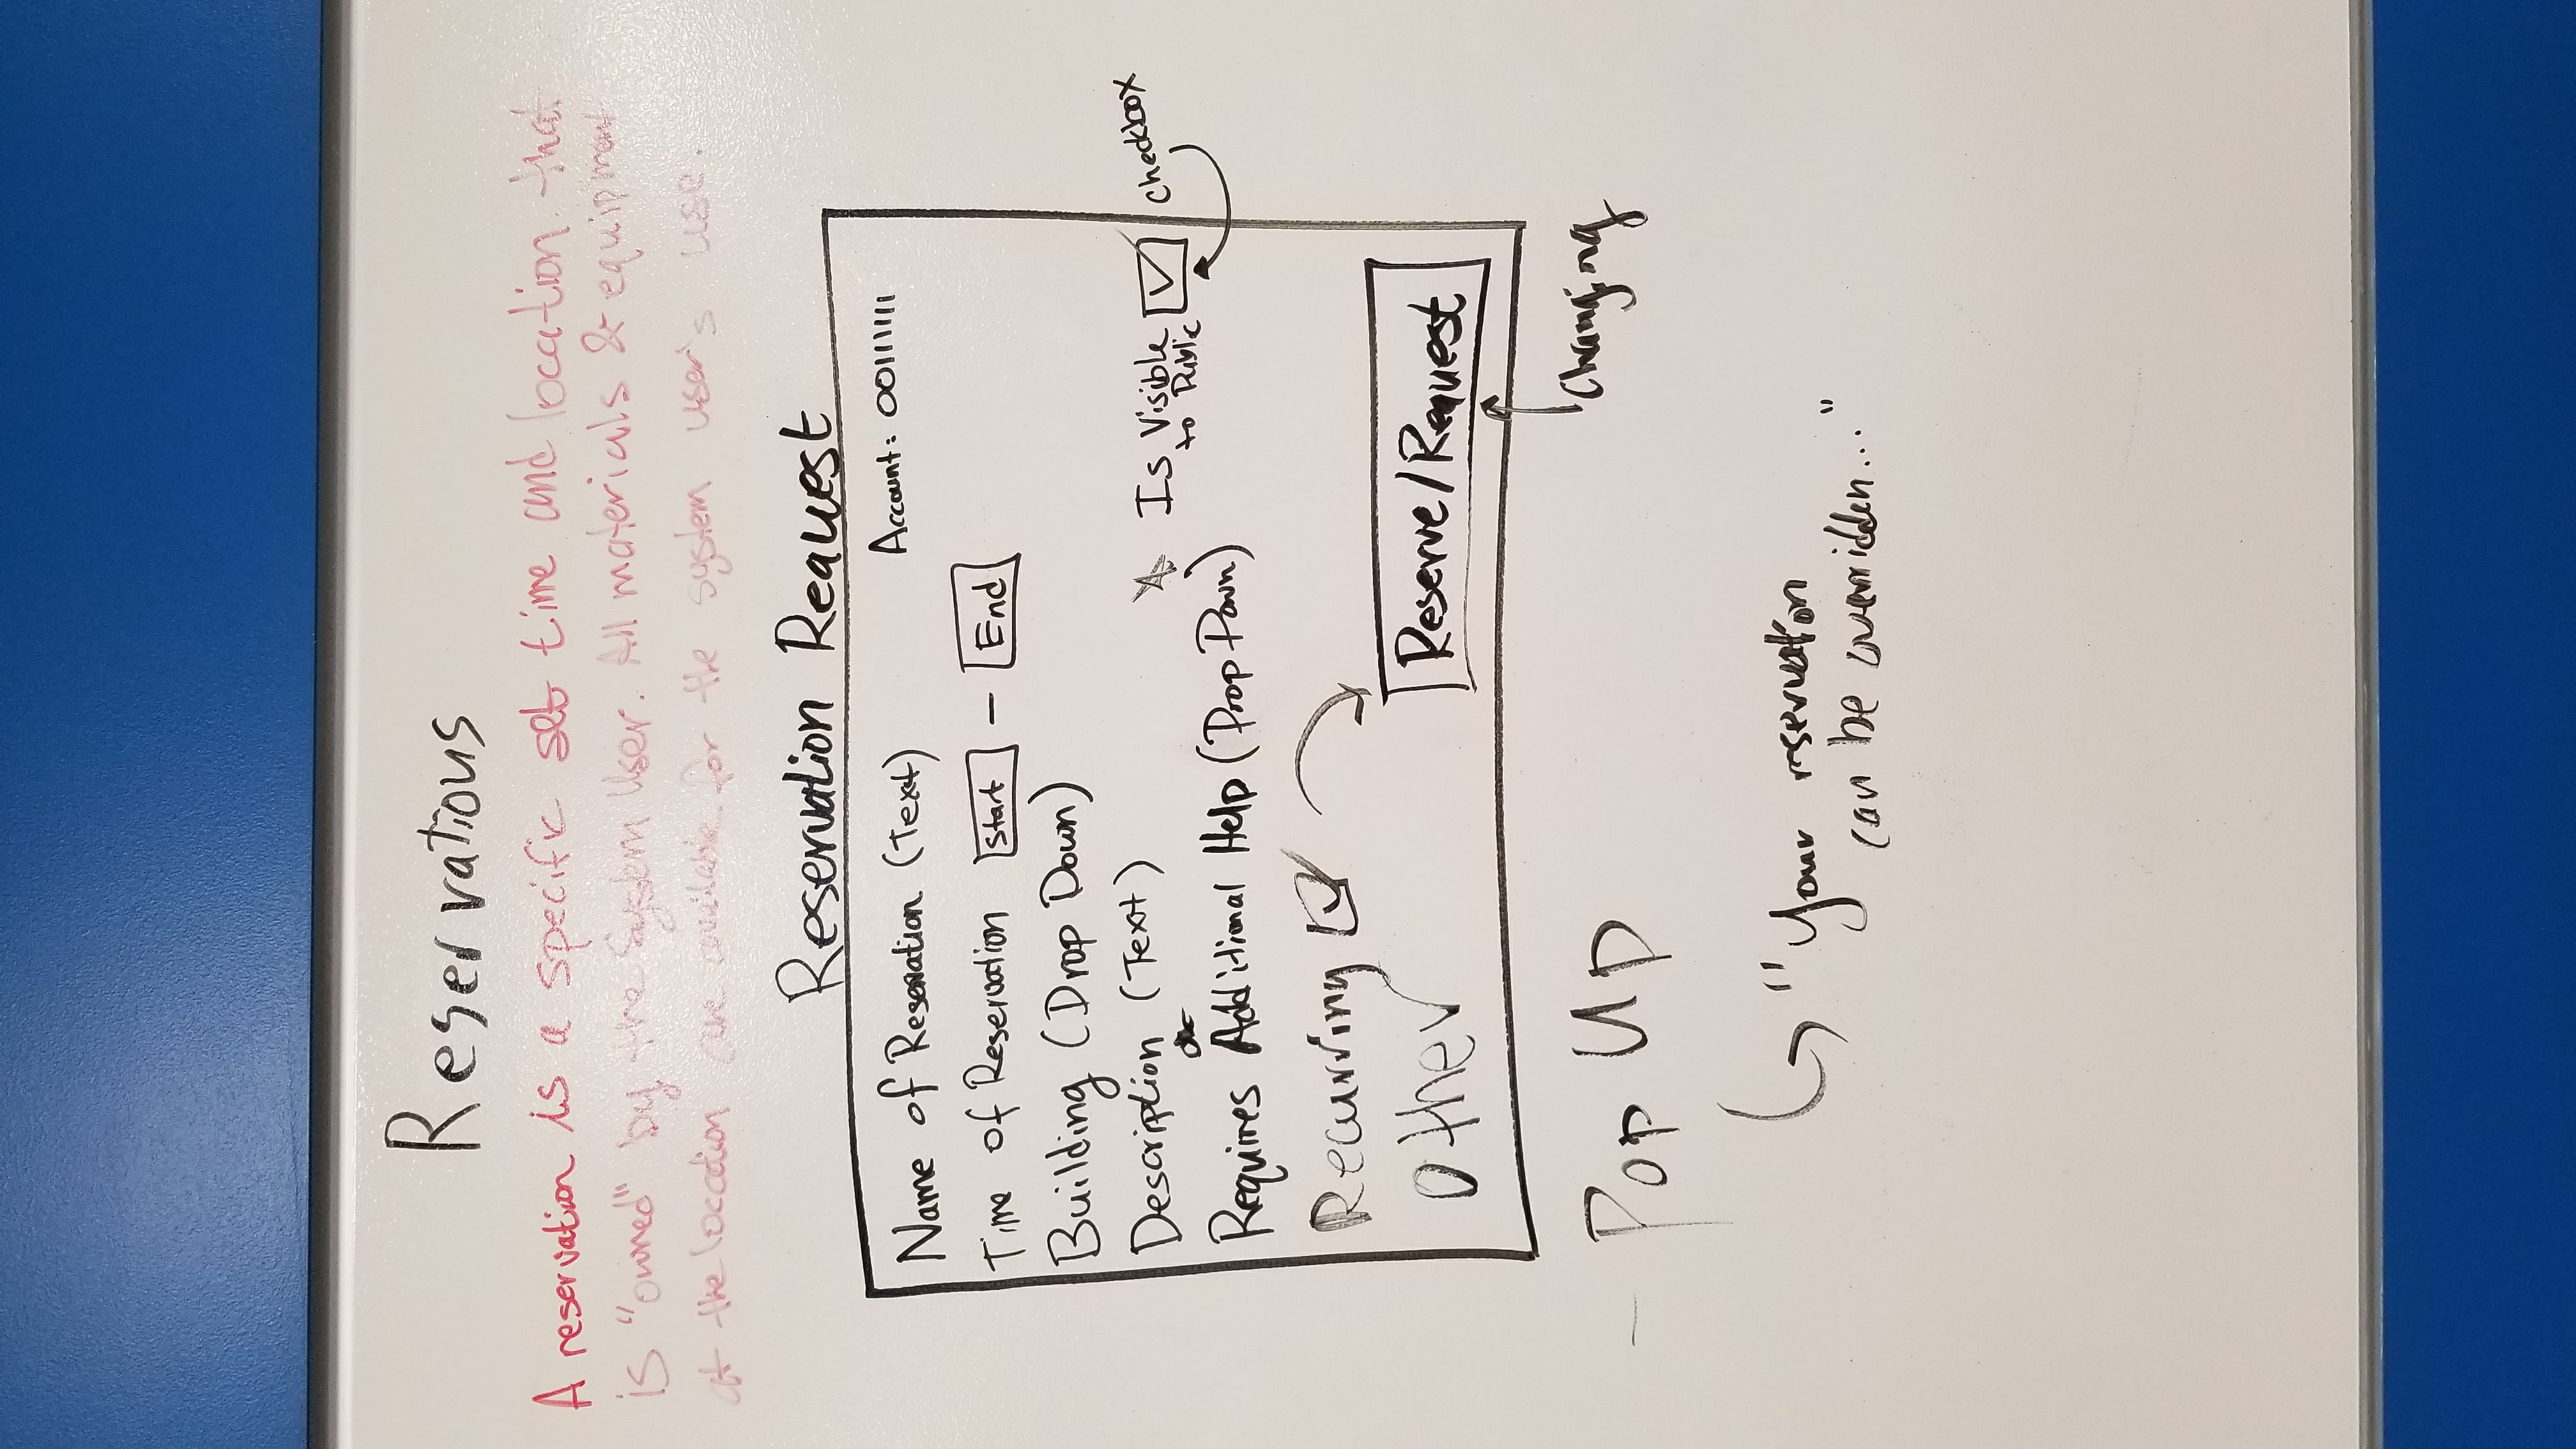 Reservations
A reservation is a specific set time and location that
is "owned" by the System User. All materials & equipment
at the location are available for the system user's use.
Reservation Request
Name of Reservation (Text)
Account: 00111111
Time of Reservation Start - End
Building (Drop Down)
Description (Text)
Is Visible
to Public
checkbox
Requires Additional Help (Drop Down)
Recurring
Other
Reserve/Request
Changing
- Pop Up
"Your reservation
can be overridden..."